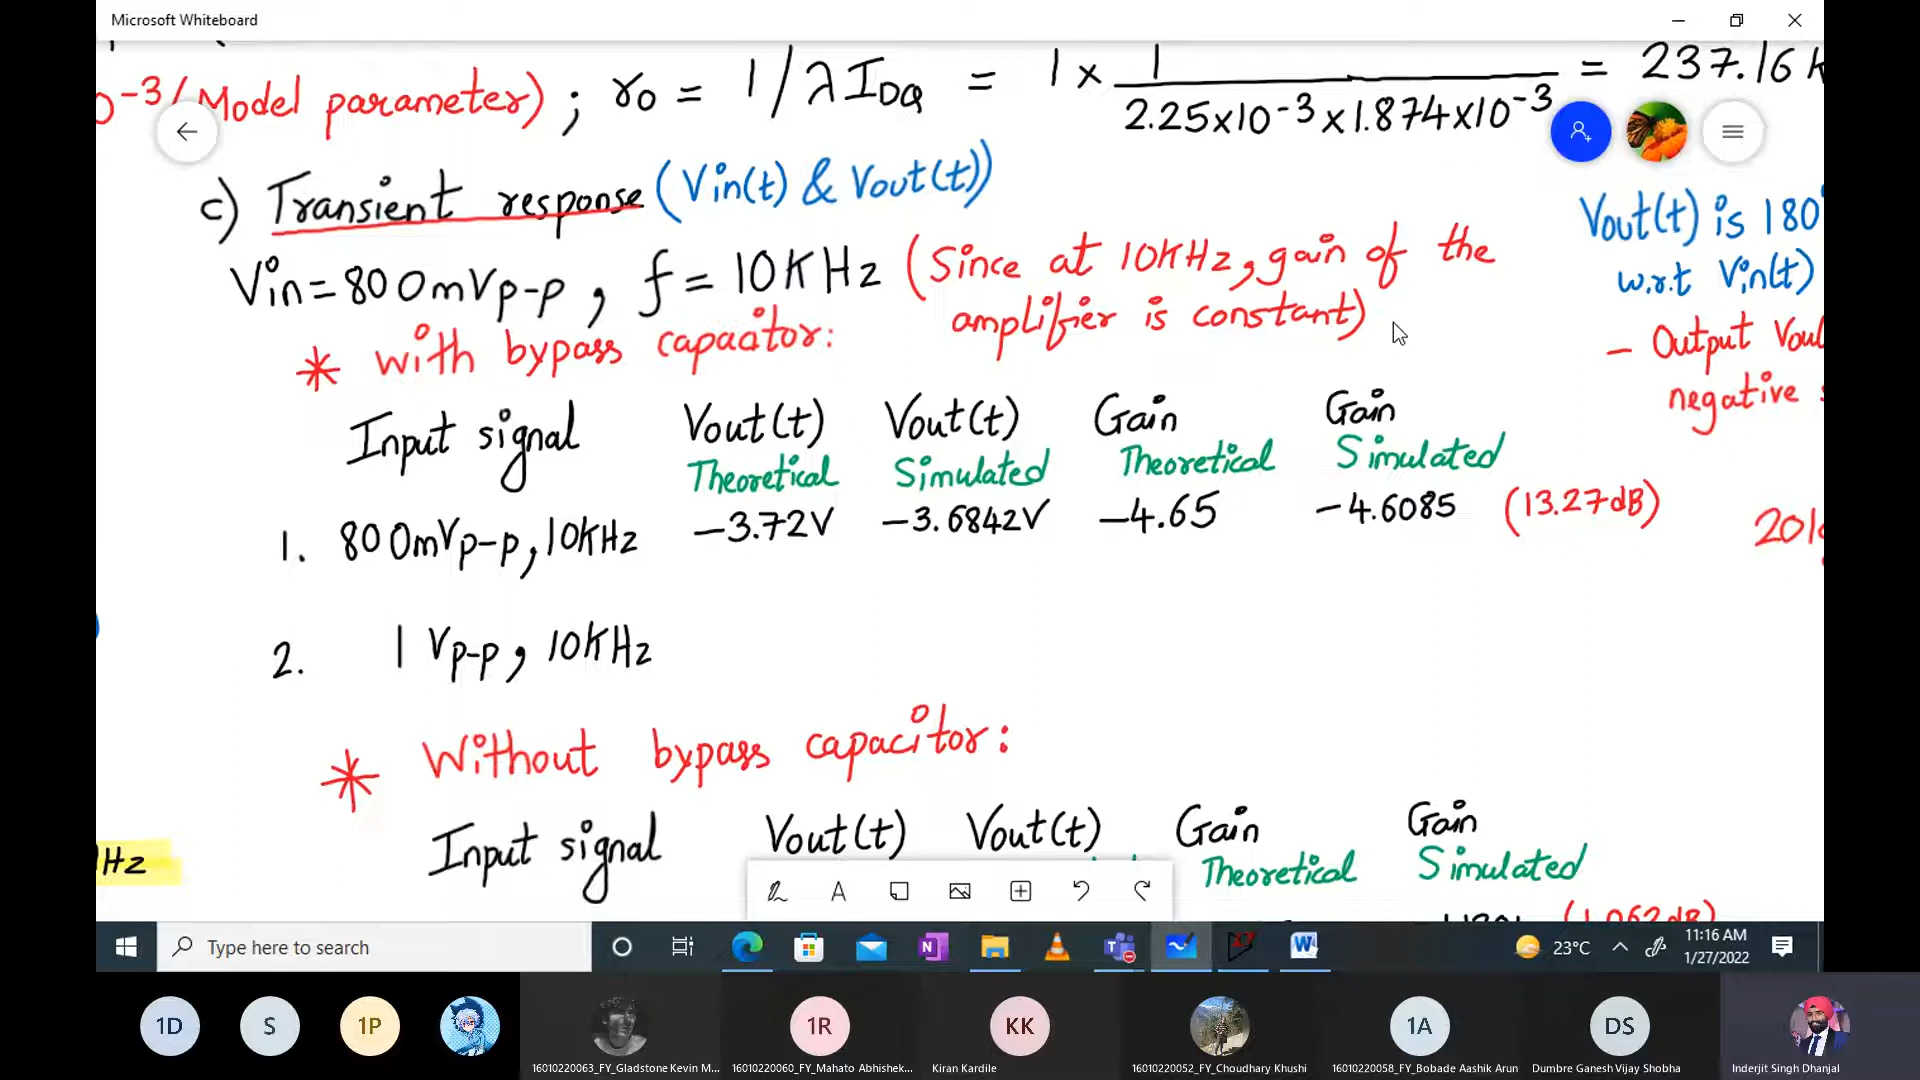 Microsoft Whiteboard
0-3 (Model parameter) ; ro = 1/λIDQ = 1 × 1 / 2.25x10-3 x 1.874x10-3 = 237.16 k
c) Transient response (Vin(t) & Vout(t))
Vout(t) is 180°
w.r.t Vin(t)
Vin = 800mVp-p, f = 10KHz (Since at 10KHz, gain of the
amplifier is constant)
- Output Vout
negative
* with bypass capacitor:
Input signal Vout(t) Vout(t) Gain Gain
Theoretical Simulated Theoretical Simulated
1. 800mVp-p, 10KHz -3.72V -3.6842V -4.65 -4.6085 (13.27dB)
20lo
2. 1 Vp-p, 10KHz
* Without bypass capacitor:
Input signal Vout(t) Vout(t) Gain Gain
Theoretical Simulated
Hz
(1.062dB)
Type here to search
23°C
11:16 AM
1/27/2022
1D S 1P 1R KK 1A DS
16010220063_FY_Gladstone Kevin M...
16010220060_FY_Mahato Abhishek...
Kiran Kardile
16010220052_FY_Choudhary Khushi
16010220058_FY_Bobade Aashik Arun
Dumbre Ganesh Vijay Shobha
Inderjit Singh Dhanjal